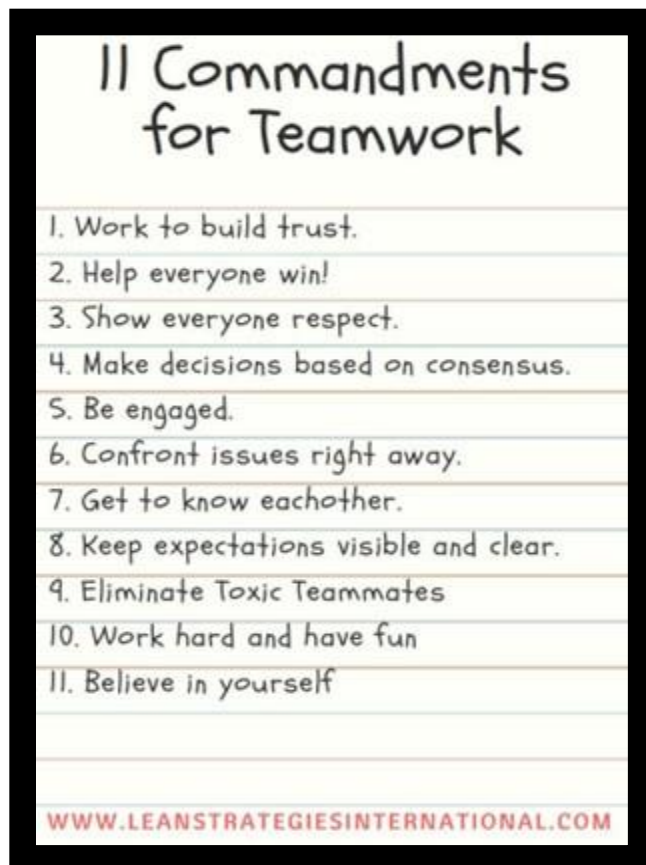 11 Commandments
for Teamwork
1. Work to build trust.
2. Help everyone win!
3. Show everyone respect.
4. Make decisions based on consensus.
5. Be engaged.
6. Confront issues right away.
7. Get to know eachother.
8. Keep expectations visible and clear.
9. Eliminate Toxic Teammates
10. Work hard and have fun
11. Believe in yourself
WWW.LEANSTRATEGIESINTERNATIONAL.COM